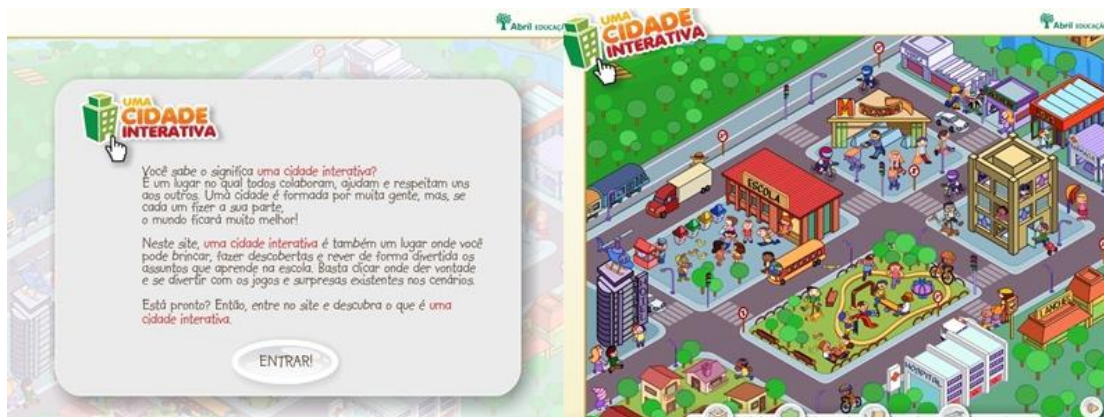 Abril EDUCAÇÃ
UMA
CIDADE
INTERATIVA
Você sabe o significa uma cidade interativa?
É um lugar no qual todos colaboram, ajudam e respeitam uns
aos outros. Uma cidade é formada por muita gente, mas, se
cada um fizer a sua parte,
o mundo ficará muito melhor!
Neste site, uma cidade interativa é também um lugar onde você
pode brincar, fazer descobertas e rever de forma divertida os
assuntos que aprende na escola. Basta clicar onde der vontade
e se divertir com os jogos e surpresas existentes nos cenários.
Está pronto? Então, entre no site e descubra o que é uma
cidade interativa.
ENTRAR!
UMA
CIDADE
INTERATIVA
Abril EDUCAÇÃ
M
ESCOLA
LANCHES
HOSPITAL